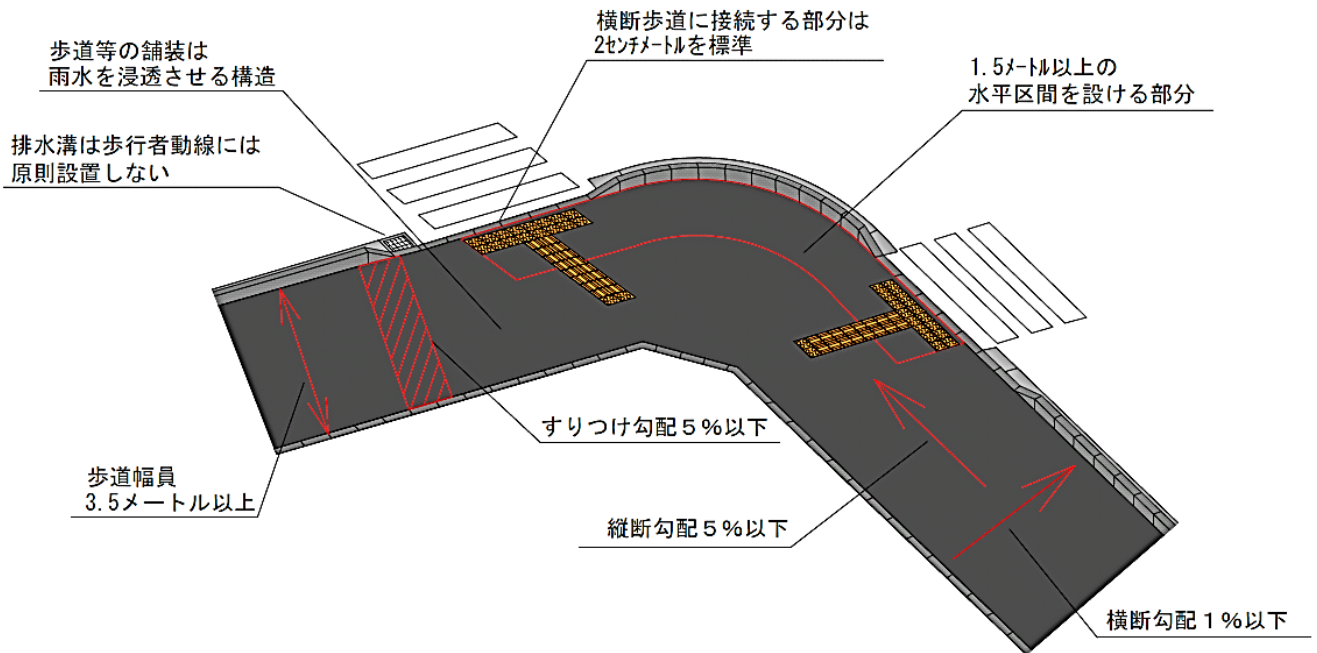 横断歩道に接続する部分は
2センチメートルを標準
歩道等の舗装は
雨水を浸透させる構造
1.5メートル以上の
水平区間を設ける部分
排水溝は歩行者動線には
原則設置しない
すりつけ勾配5%以下
歩道幅員
3.5メートル以上
縦断勾配5%以下
横断勾配1%以下